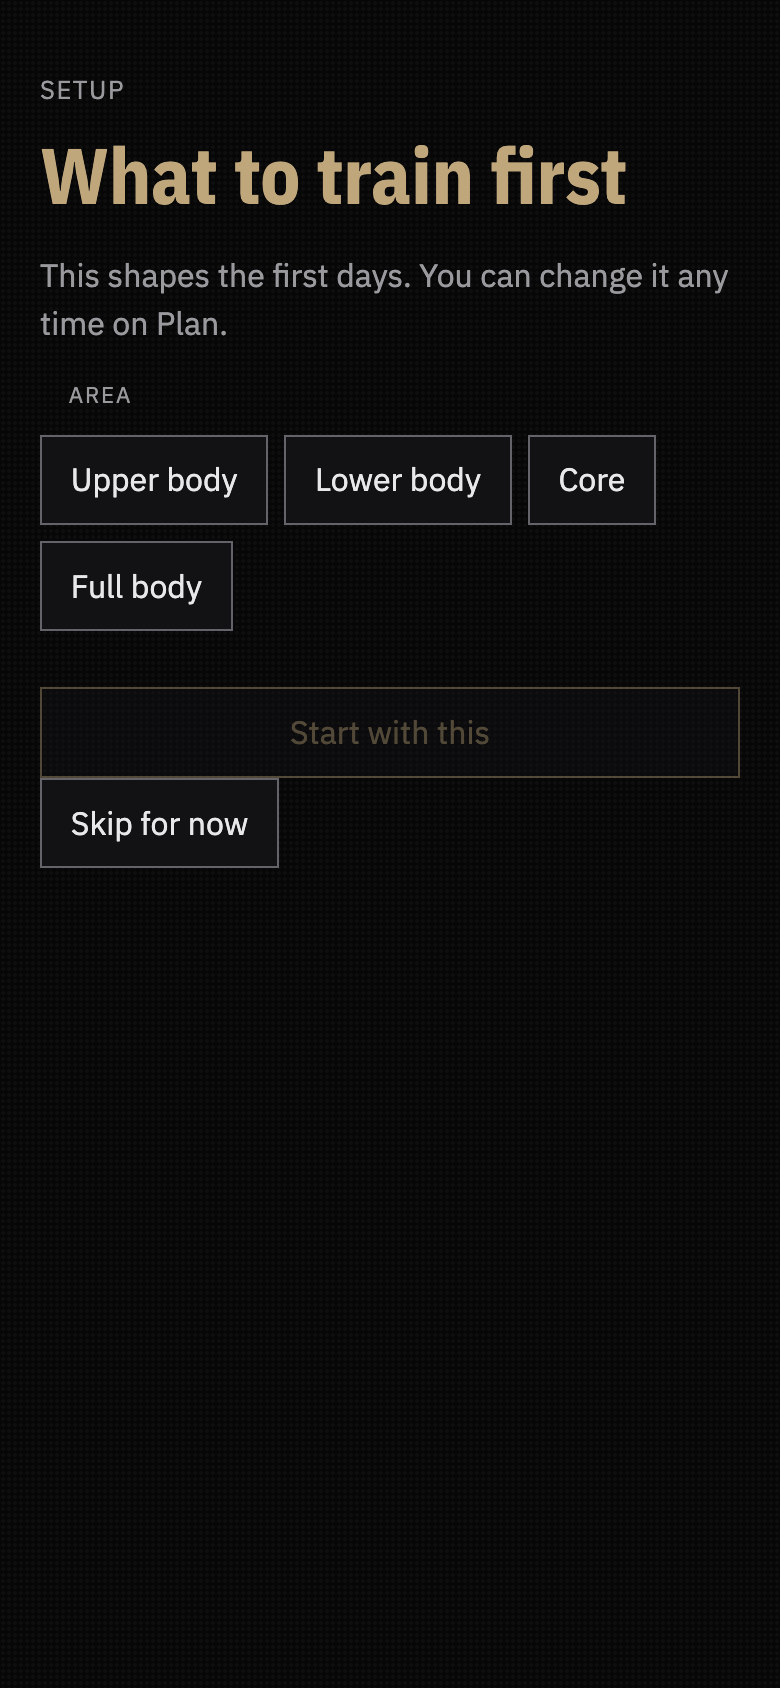 SETUP
What to train first
This shapes the first days. You can change it any
time on Plan.
AREA
Upper body
Lower body
Core
Full body
Start with this
Skip for now